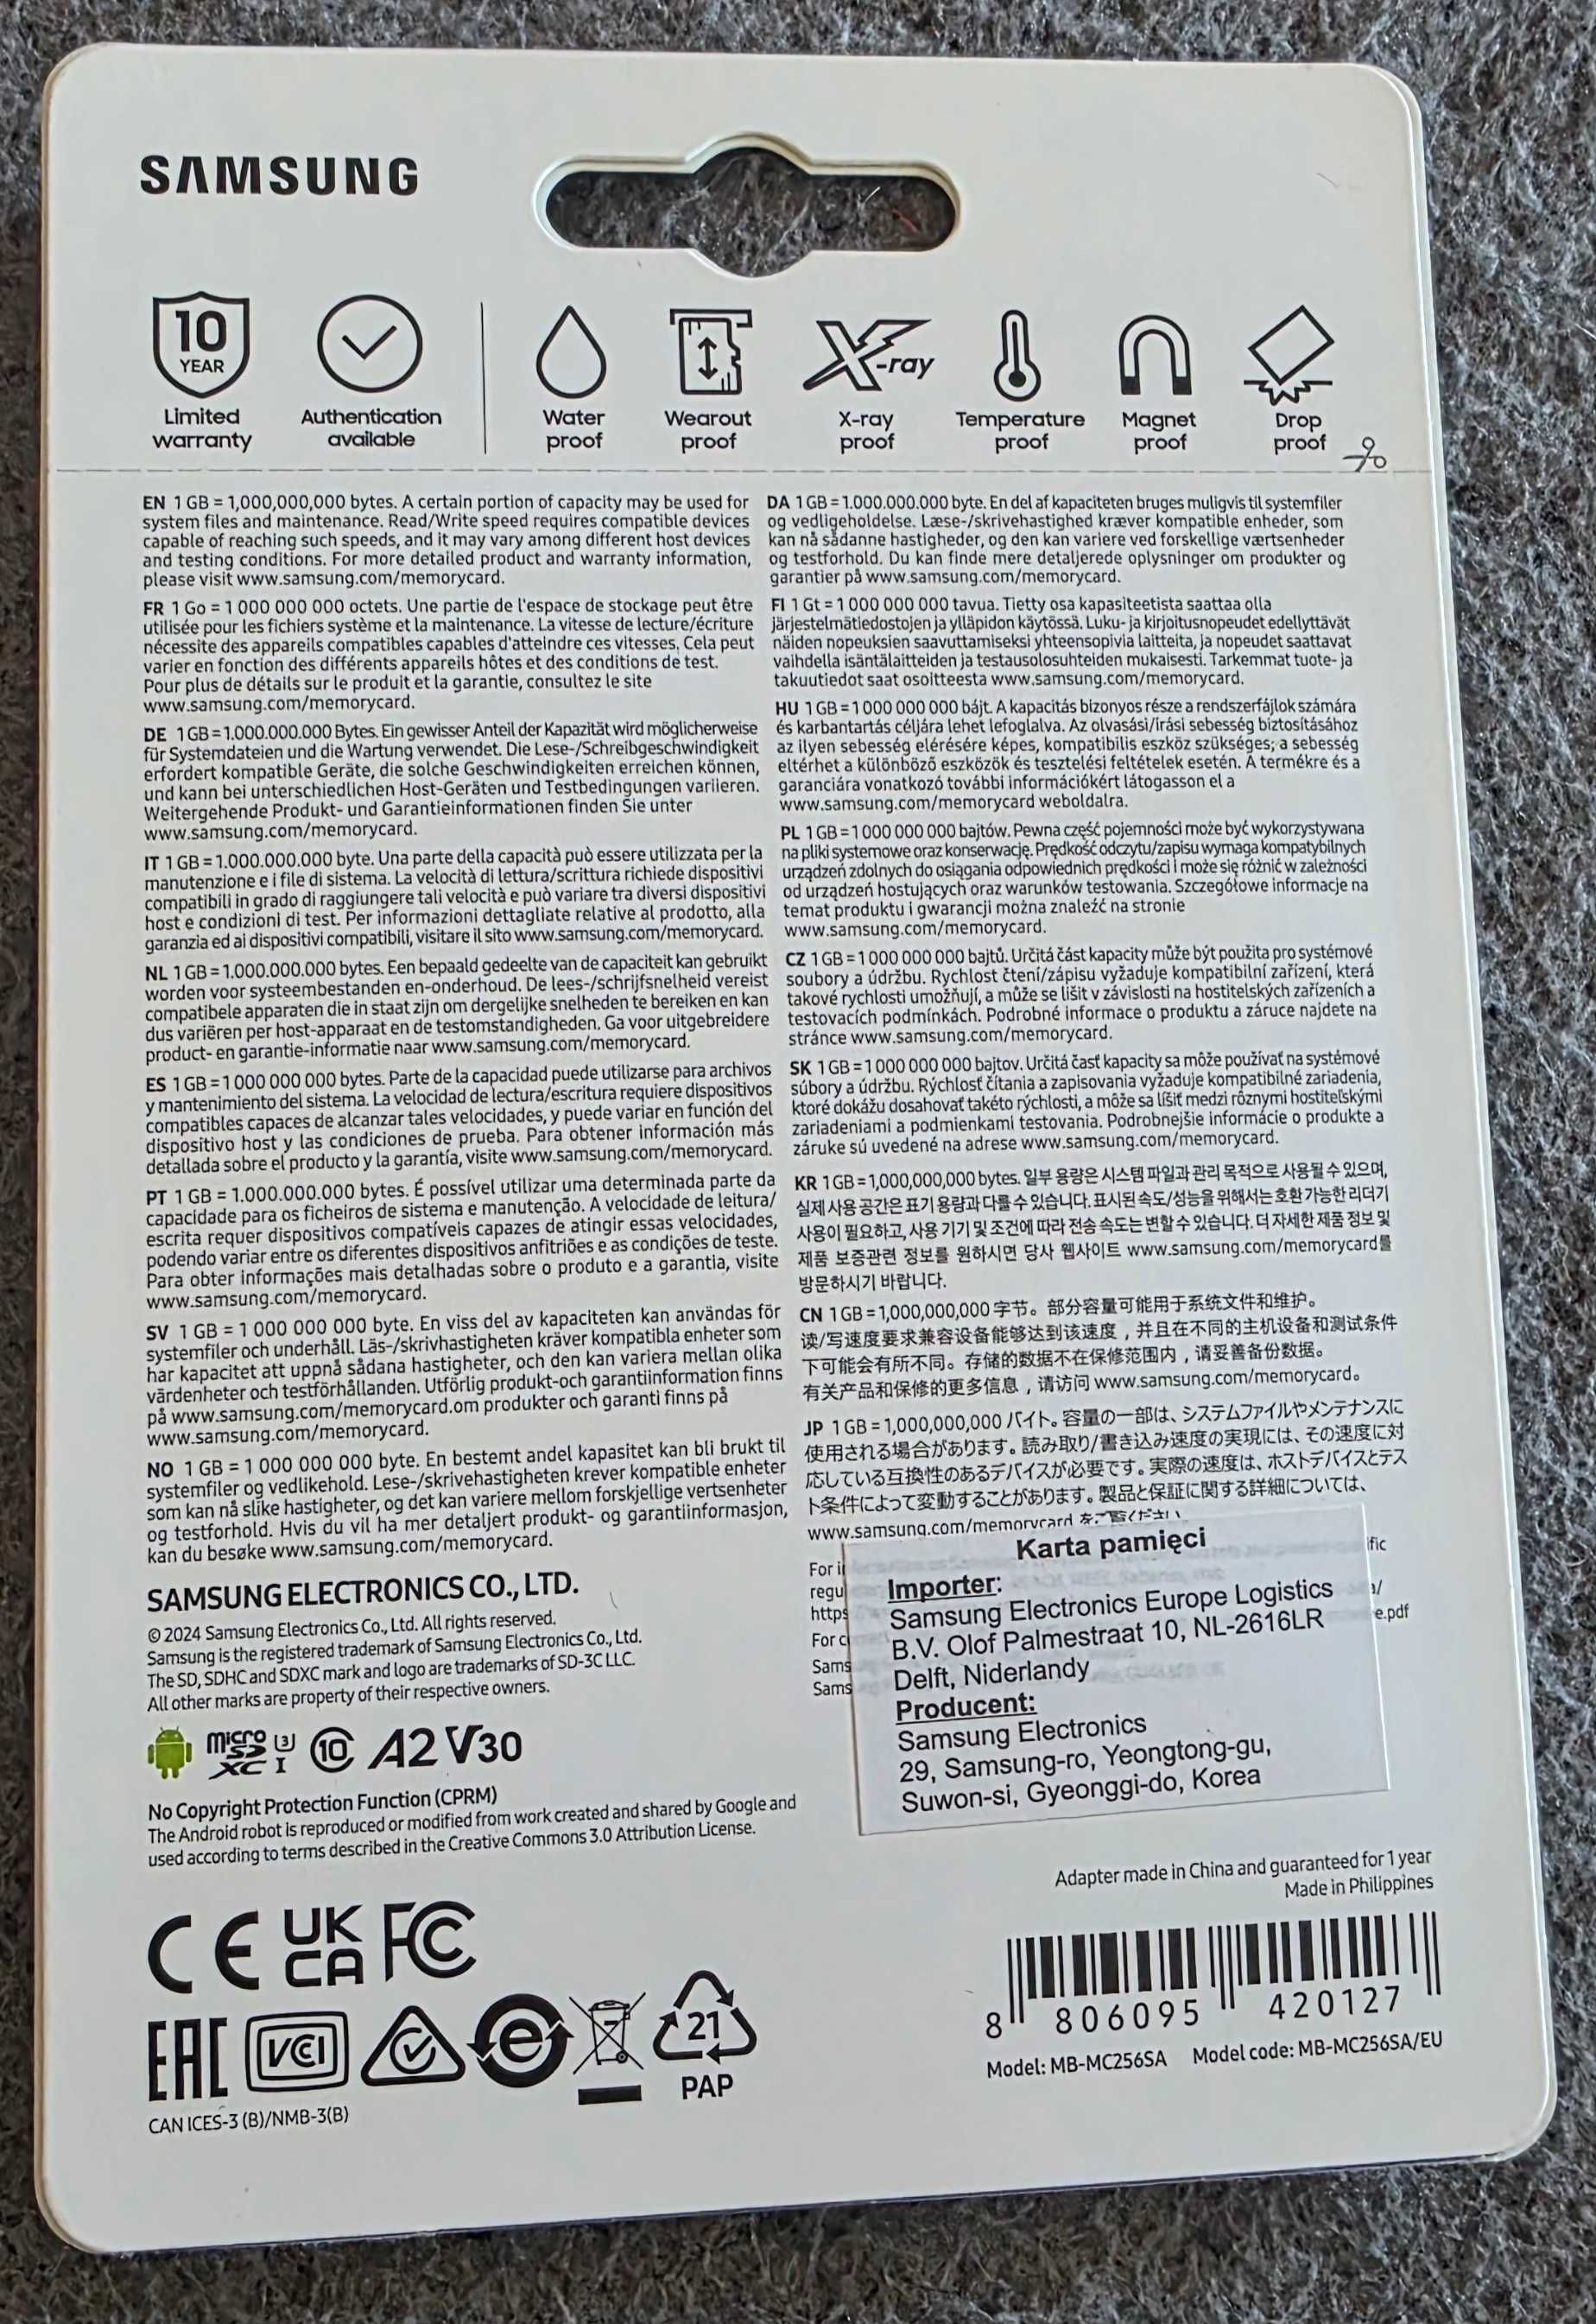 SAMSUNG
10
YEAR
Limited
warranty
Authentication
available
Water
proof
Wearout
proof
X-ray
X-ray
proof
Temperature
proof
Magnet
proof
Drop
proof
EN 1 GB = 1,000,000,000 bytes. A certain portion of capacity may be used for
system files and maintenance. Read/Write speed requires compatible devices
capable of reaching such speeds, and it may vary among different host devices
and testing conditions. For more detailed product and warranty information,
please visit www.samsung.com/memorycard.
FR 1 Go = 1 000 000 000 octets. Une partie de l'espace de stockage peut être
utilisée pour les fichiers système et la maintenance. La vitesse de lecture/écriture
nécessite des appareils compatibles capables d'atteindre ces vitesses. Cela peut
varier en fonction des différents appareils hôtes et des conditions de test.
Pour plus de détails sur le produit et la garantie, consultez le site
www.samsung.com/memorycard.
DE 1 GB = 1.000.000.000 Bytes. Ein gewisser Anteil der Kapazität wird möglicherweise
für Systemdateien und die Wartung verwendet. Die Lese-/Schreibgeschwindigkeit
erfordert kompatible Geräte, die solche Geschwindigkeiten erreichen können,
und kann bei unterschiedlichen Host-Geräten und Testbedingungen variieren.
Weitergehende Produkt- und Garantieinformationen finden Sie unter
www.samsung.com/memorycard.
IT 1 GB = 1.000.000.000 byte. Una parte della capacità può essere utilizzata per la
manutenzione e i file di sistema. La velocità di lettura/scrittura richiede dispositivi
compatibili in grado di raggiungere tali velocità e può variare tra diversi dispositivi
host e condizioni di test. Per informazioni dettagliate relative al prodotto, alla
garanzia ed ai dispositivi compatibili, visitare il sito www.samsung.com/memorycard.
NL 1 GB = 1.000.000.000 bytes. Een bepaald gedeelte van de capaciteit kan gebruikt
worden voor systeembestanden en-onderhoud. De lees-/schrijfsnelheid vereist
compatibele apparaten die in staat zijn om dergelijke snelheden te bereiken en kan
dus variëren per host-apparaat en de testomstandigheden. Ga voor uitgebreidere
product- en garantie-informatie naar www.samsung.com/memorycard.
ES 1 GB = 1 000 000 000 bytes. Parte de la capacidad puede utilizarse para archivos
y mantenimiento del sistema. La velocidad de lectura/escritura requiere dispositivos
compatibles capaces de alcanzar tales velocidades, y puede variar en función del
dispositivo host y las condiciones de prueba. Para obtener información más
detallada sobre el producto y la garantía, visite www.samsung.com/memorycard.
PT 1 GB = 1.000.000.000 bytes. É possível utilizar uma determinada parte da
capacidade para os ficheiros de sistema e manutenção. A velocidade de leitura/
escrita requer dispositivos compatíveis capazes de atingir essas velocidades,
podendo variar entre os diferentes dispositivos anfitriões e as condições de teste.
Para obter informações mais detalhadas sobre o produto e a garantia, visite
www.samsung.com/memorycard.
SV 1 GB = 1 000 000 000 byte. En viss del av kapaciteten kan användas för
systemfiler och underhåll. Läs-/skrivhastigheten kräver kompatibla enheter som
har kapacitet att uppnå sådana hastigheter, och den kan variera mellan olika
värdenheter och testförhållanden. Utförlig produkt-och garantiinformation finns
på www.samsung.com/memorycard.om produkter och garanti finns på
www.samsung.com/memorycard.
NO 1 GB = 1 000 000 000 byte. En bestemt andel kapasitet kan bli brukt til
systemfiler og vedlikehold. Lese-/skrivehastigheten krever kompatible enheter
som kan nå slike hastigheter, og det kan variere mellom forskjellige vertsenheter
og testforhold. Hvis du vil ha mer detaljert produkt- og garantiinformasjon,
kan du besøke www.samsung.com/memorycard.
SAMSUNG ELECTRONICS CO., LTD.
© 2024 Samsung Electronics Co., Ltd. All rights reserved.
Samsung is the registered trademark of Samsung Electronics Co., Ltd.
The SD, SDHC and SDXC mark and logo are trademarks of SD-3C LLC.
All other marks are property of their respective owners.
micro SD XC I U3 10 A2 V30
No Copyright Protection Function (CPRM)
The Android robot is reproduced or modified from work created and shared by Google and
used according to terms described in the Creative Commons 3.0 Attribution License.
CE UK CA FC
EAC VCI e 21
PAP
CAN ICES-3 (B)/NMB-3(B)
DA 1 GB = 1.000.000.000 byte. En del af kapaciteten bruges muligvis til systemfiler
og vedligeholdelse. Læse-/skrivehastighed kræver kompatible enheder, som
kan nå sådanne hastigheder, og den kan variere ved forskellige værtsenheder
og testforhold. Du kan finde mere detaljerede oplysninger om produkter og
garantier på www.samsung.com/memorycard.
FI 1 Gt = 1 000 000 000 tavua. Tietty osa kapasiteetista saattaa olla
järjestelmätiedostojen ja ylläpidon käytössä. Luku- ja kirjoitusnopeudet edellyttävät
näiden nopeuksien saavuttamiseksi yhteensopivia laitteita, ja nopeudet saattavat
vaihdella isäntälaitteiden ja testausolosuhteiden mukaisesti. Tarkemmat tuote- ja
takuutiedot saat osoitteesta www.samsung.com/memorycard.
HU 1 GB = 1 000 000 000 bájt. A kapacitás bizonyos része a rendszerfájlok számára
és karbantartás céljára lehet lefoglalva. Az olvasási/írási sebesség biztosításához
az ilyen sebesség elérésére képes, kompatibilis eszköz szükséges; a sebesség
eltérhet a különböző eszközök és tesztelési feltételek esetén. A termékre és a
garanciára vonatkozó további információkért látogasson el a
www.samsung.com/memorycard weboldalra.
PL 1 GB = 1 000 000 000 bajtów. Pewna część pojemności może być wykorzystywana
na pliki systemowe oraz konserwację. Prędkość odczytu/zapisu wymaga kompatybilnych
urządzeń zdolnych do osiągania odpowiednich prędkości i może się różnić w zależności
od urządzeń hostujących oraz warunków testowania. Szczegółowe informacje na
temat produktu i gwarancji można znaleźć na stronie
www.samsung.com/memorycard.
CZ 1 GB = 1 000 000 000 bajtů. Určitá část kapacity může být použita pro systémové
soubory a údržbu. Rychlost čtení/zápisu vyžaduje kompatibilní zařízení, která
takové rychlosti umožňují, a může se lišit v závislosti na hostitelských zařízeních a
testovacích podmínkách. Podrobné informace o produktu a záruce najdete na
stránce www.samsung.com/memorycard.
SK 1 GB = 1 000 000 000 bajtov. Určitá časť kapacity sa môže používať na systémové
súbory a údržbu. Rýchlosť čítania a zapisovania vyžaduje kompatibilné zariadenia,
ktoré dokážu dosahovať takéto rýchlosti, a môže sa líšiť medzi rôznymi hostiteľskými
zariadeniami a podmienkami testovania. Podrobnejšie informácie o produkte a
záruke sú uvedené na adrese www.samsung.com/memorycard.
KR 1 GB = 1,000,000,000 bytes. 일부 용량은 시스템 파일과 관리 목적으로 사용될 수 있으며,
실제 사용 공간은 표기 용량과 다를 수 있습니다. 표시된 속도/성능을 위해서는 호환 가능한 리더기
사용이 필요하고, 사용 기기 및 조건에 따라 전송 속도는 변할 수 있습니다. 더 자세한 제품 정보 및
제품 보증관련 정보를 원하시면 당사 웹사이트 www.samsung.com/memorycard를
방문하시기 바랍니다.
CN 1 GB = 1,000,000,000 字节。部分容量可能用于系统文件和维护。
读/写速度要求兼容设备能够达到该速度，并且在不同的主机设备和测试条件
下可能会有所不同。存储的数据不在保修范围内，请妥善备份数据。
有关产品和保修的更多信息，请访问 www.samsung.com/memorycard。
JP 1 GB = 1,000,000,000 バイト。容量の一部は、システムファイルやメンテナンスに
使用される場合があります。読み取り/書き込み速度の実現には、その速度に対
応している互換性のあるデバイスが必要です。実際の速度は、ホストデバイスとテス
ト条件によって変動することがあります。製品と保証に関する詳細については、
www.samsung.com/memorycard をご覧ください
For
fic
regu
https
/
For
e.pdf
Sams
Sams
Karta pamięci
Importer:
Samsung Electronics Europe Logistics
B.V. Olof Palmestraat 10, NL-2616LR
Delft, Niderlandy
Producent:
Samsung Electronics
29, Samsung-ro, Yeongtong-gu,
Suwon-si, Gyeonggi-do, Korea
Adapter made in China and guaranteed for 1 year
Made in Philippines
8 806095 420127
Model: MB-MC256SA Model code: MB-MC256SA/EU